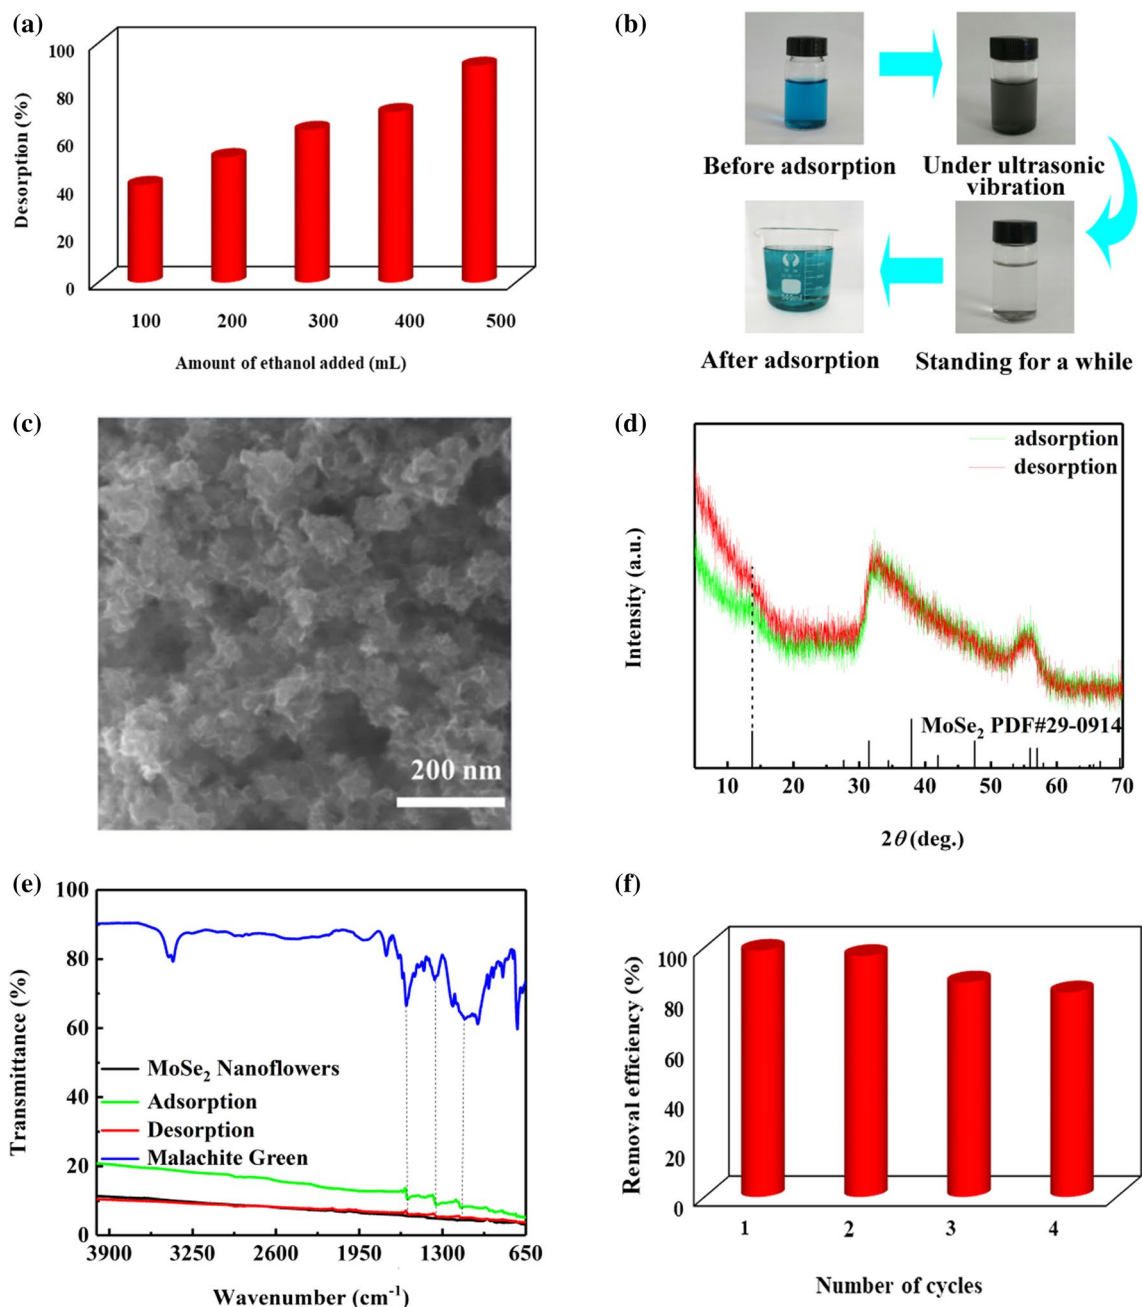 (a)
100
80
60
40
20
0
Desorption (%)
100 200 300 400 500
Amount of ethanol added (mL)
(b)
Before adsorption
Under ultrasonic
vibration
After adsorption
Standing for a while
(c)
200 nm
(d)
adsorption
desorption
Intensity (a.u.)
MoSe₂ PDF#29-0914
10 20 30 40 50 60 70
2θ (deg.)
(e)
100
80
60
40
20
0
Transmittance (%)
MoSe₂ Nanoflowers
Adsorption
Desorption
Malachite Green
3900 3250 2600 1950 1300 650
Wavenumber (cm⁻¹)
(f)
100
80
60
40
20
0
Removal efficiency (%)
1 2 3 4
Number of cycles